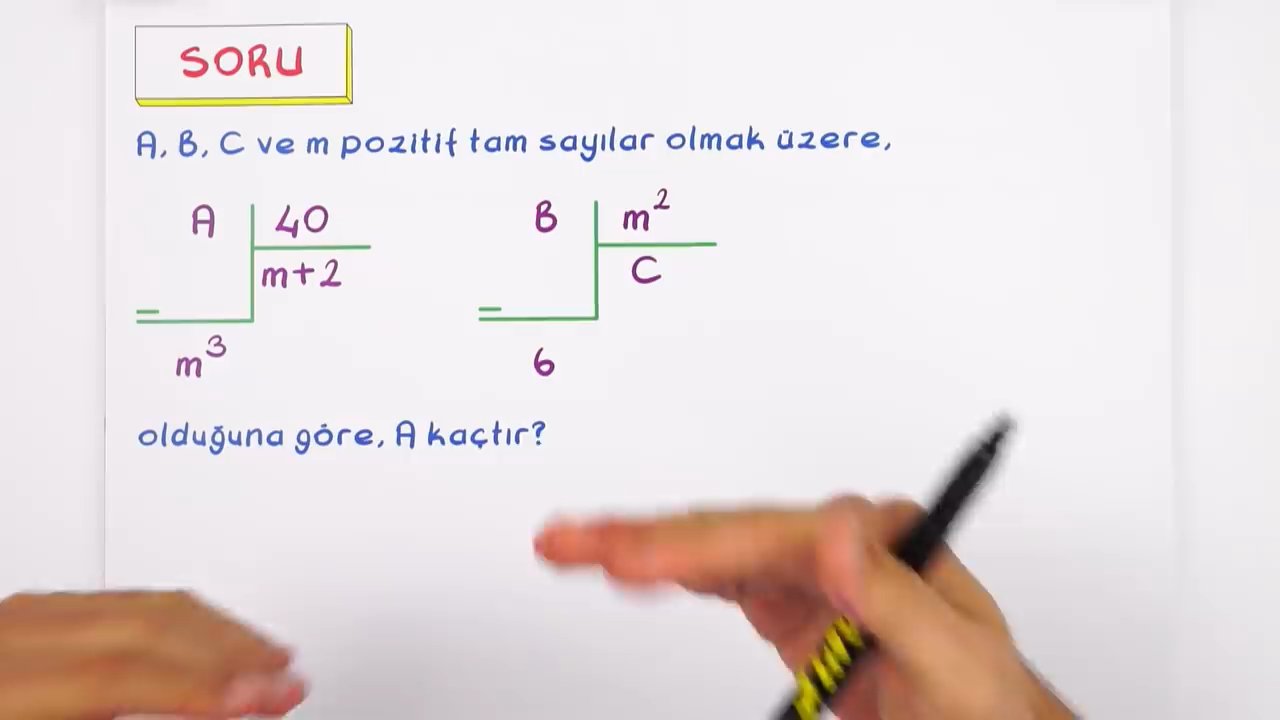 SORU
A, B, C ve m pozitif tam sayılar olmak üzere,
A 40 B m²
m+2 C
m³ 6
olduğuna göre, A kaçtır?